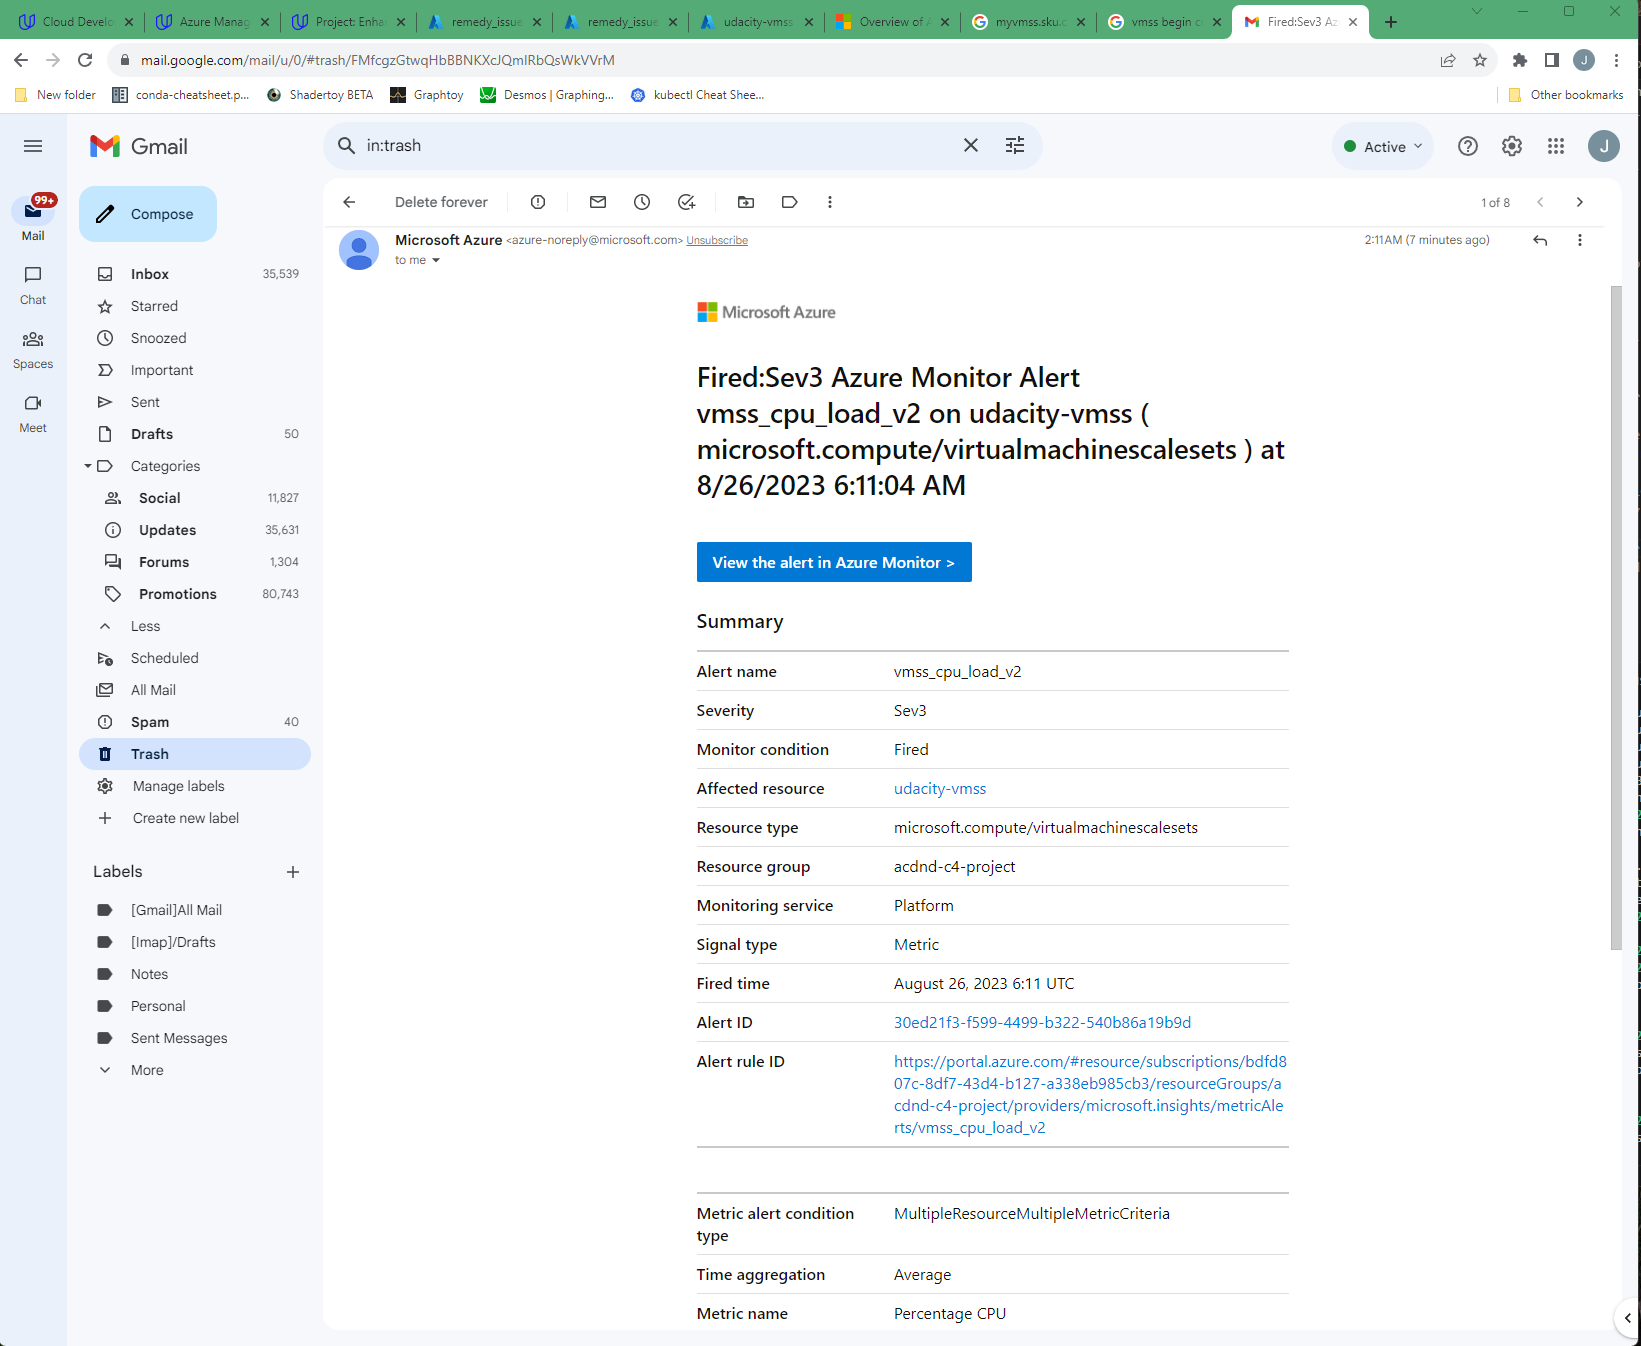 Cloud Develo
Azure Manag
Project: Enha
remedy_issue
remedy_issue
udacity-vmss
Overview of A
myvmss.sku.c
vmss begin c
Fired:Sev3 Az
mail.google.com/mail/u/0/#trash/FMfcgzGtwqHbBBNKXcJQmlRbQsWkVVrM
J
New folder
conda-cheatsheet.p...
Shadertoy BETA
Graphtoy
Desmos | Graphing...
kubectl Cheat Shee...
Other bookmarks
Gmail
in:trash
Active
J
99+
Mail
Chat
Spaces
Meet
Compose
Inbox 35,539
Starred
Snoozed
Important
Sent
Drafts 50
Categories
Social 11,827
Updates 35,631
Forums 1,304
Promotions 80,743
Less
Scheduled
All Mail
Spam 40
Trash
Manage labels
Create new label
Labels
[Gmail]All Mail
[Imap]/Drafts
Notes
Personal
Sent Messages
More
Delete forever
1 of 8
Microsoft Azure <azure-noreply@microsoft.com> Unsubscribe
2:11 AM (7 minutes ago)
to me
Microsoft Azure
Fired:Sev3 Azure Monitor Alert
vmss_cpu_load_v2 on udacity-vmss (
microsoft.compute/virtualmachinescalesets ) at
8/26/2023 6:11:04 AM
View the alert in Azure Monitor >
Summary
Alert name vmss_cpu_load_v2
Severity Sev3
Monitor condition Fired
Affected resource udacity-vmss
Resource type microsoft.compute/virtualmachinescalesets
Resource group acdnd-c4-project
Monitoring service Platform
Signal type Metric
Fired time August 26, 2023 6:11 UTC
Alert ID 30ed21f3-f599-4499-b322-540b86a19b9d
Alert rule ID https://portal.azure.com/#resource/subscriptions/bdfd8
07c-8df7-43d4-b127-a338eb985cb3/resourceGroups/a
cdnd-c4-project/providers/microsoft.insights/metricAle
rts/vmss_cpu_load_v2
Metric alert condition MultipleResourceMultipleMetricCriteria
type
Time aggregation Average
Metric name Percentage CPU